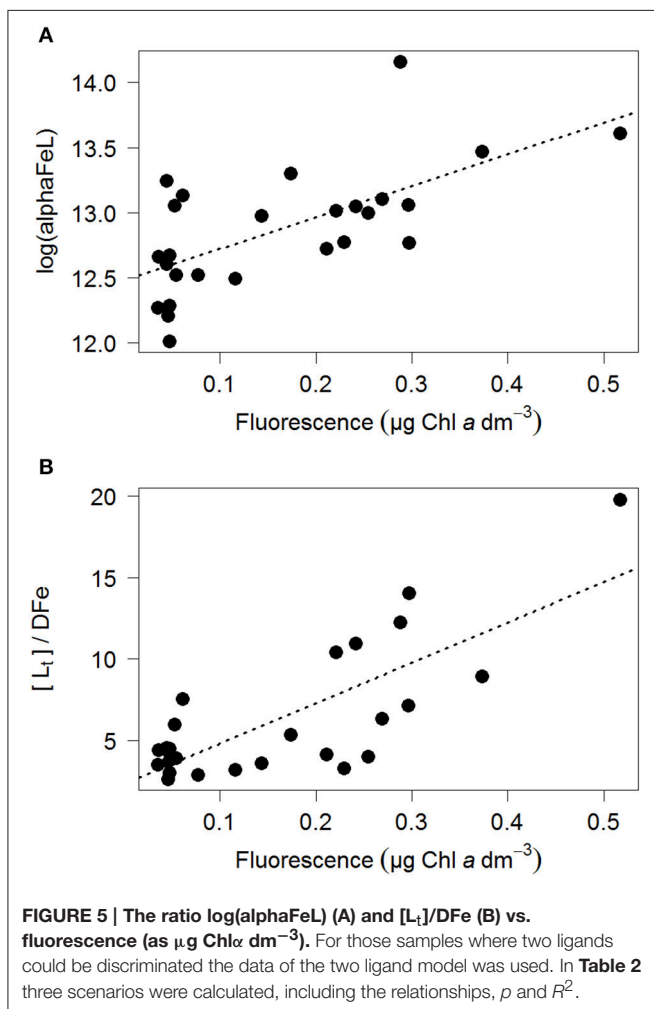 A
14.0
13.5
13.0
12.5
12.0
log(alphaFeL)
0.1 0.2 0.3 0.4 0.5
Fluorescence (µg Chl a dm⁻³)
B
20
15
10
5
[ Lₜ] / DFe
0.1 0.2 0.3 0.4 0.5
Fluorescence (µg Chl a dm⁻³)
FIGURE 5 | The ratio log(alphaFeL) (A) and [Lₜ]/DFe (B) vs.
fluorescence (as µg Chlα dm−3). For those samples where two ligands
could be discriminated the data of the two ligand model was used. In Table 2
three scenarios were calculated, including the relationships, p and R².